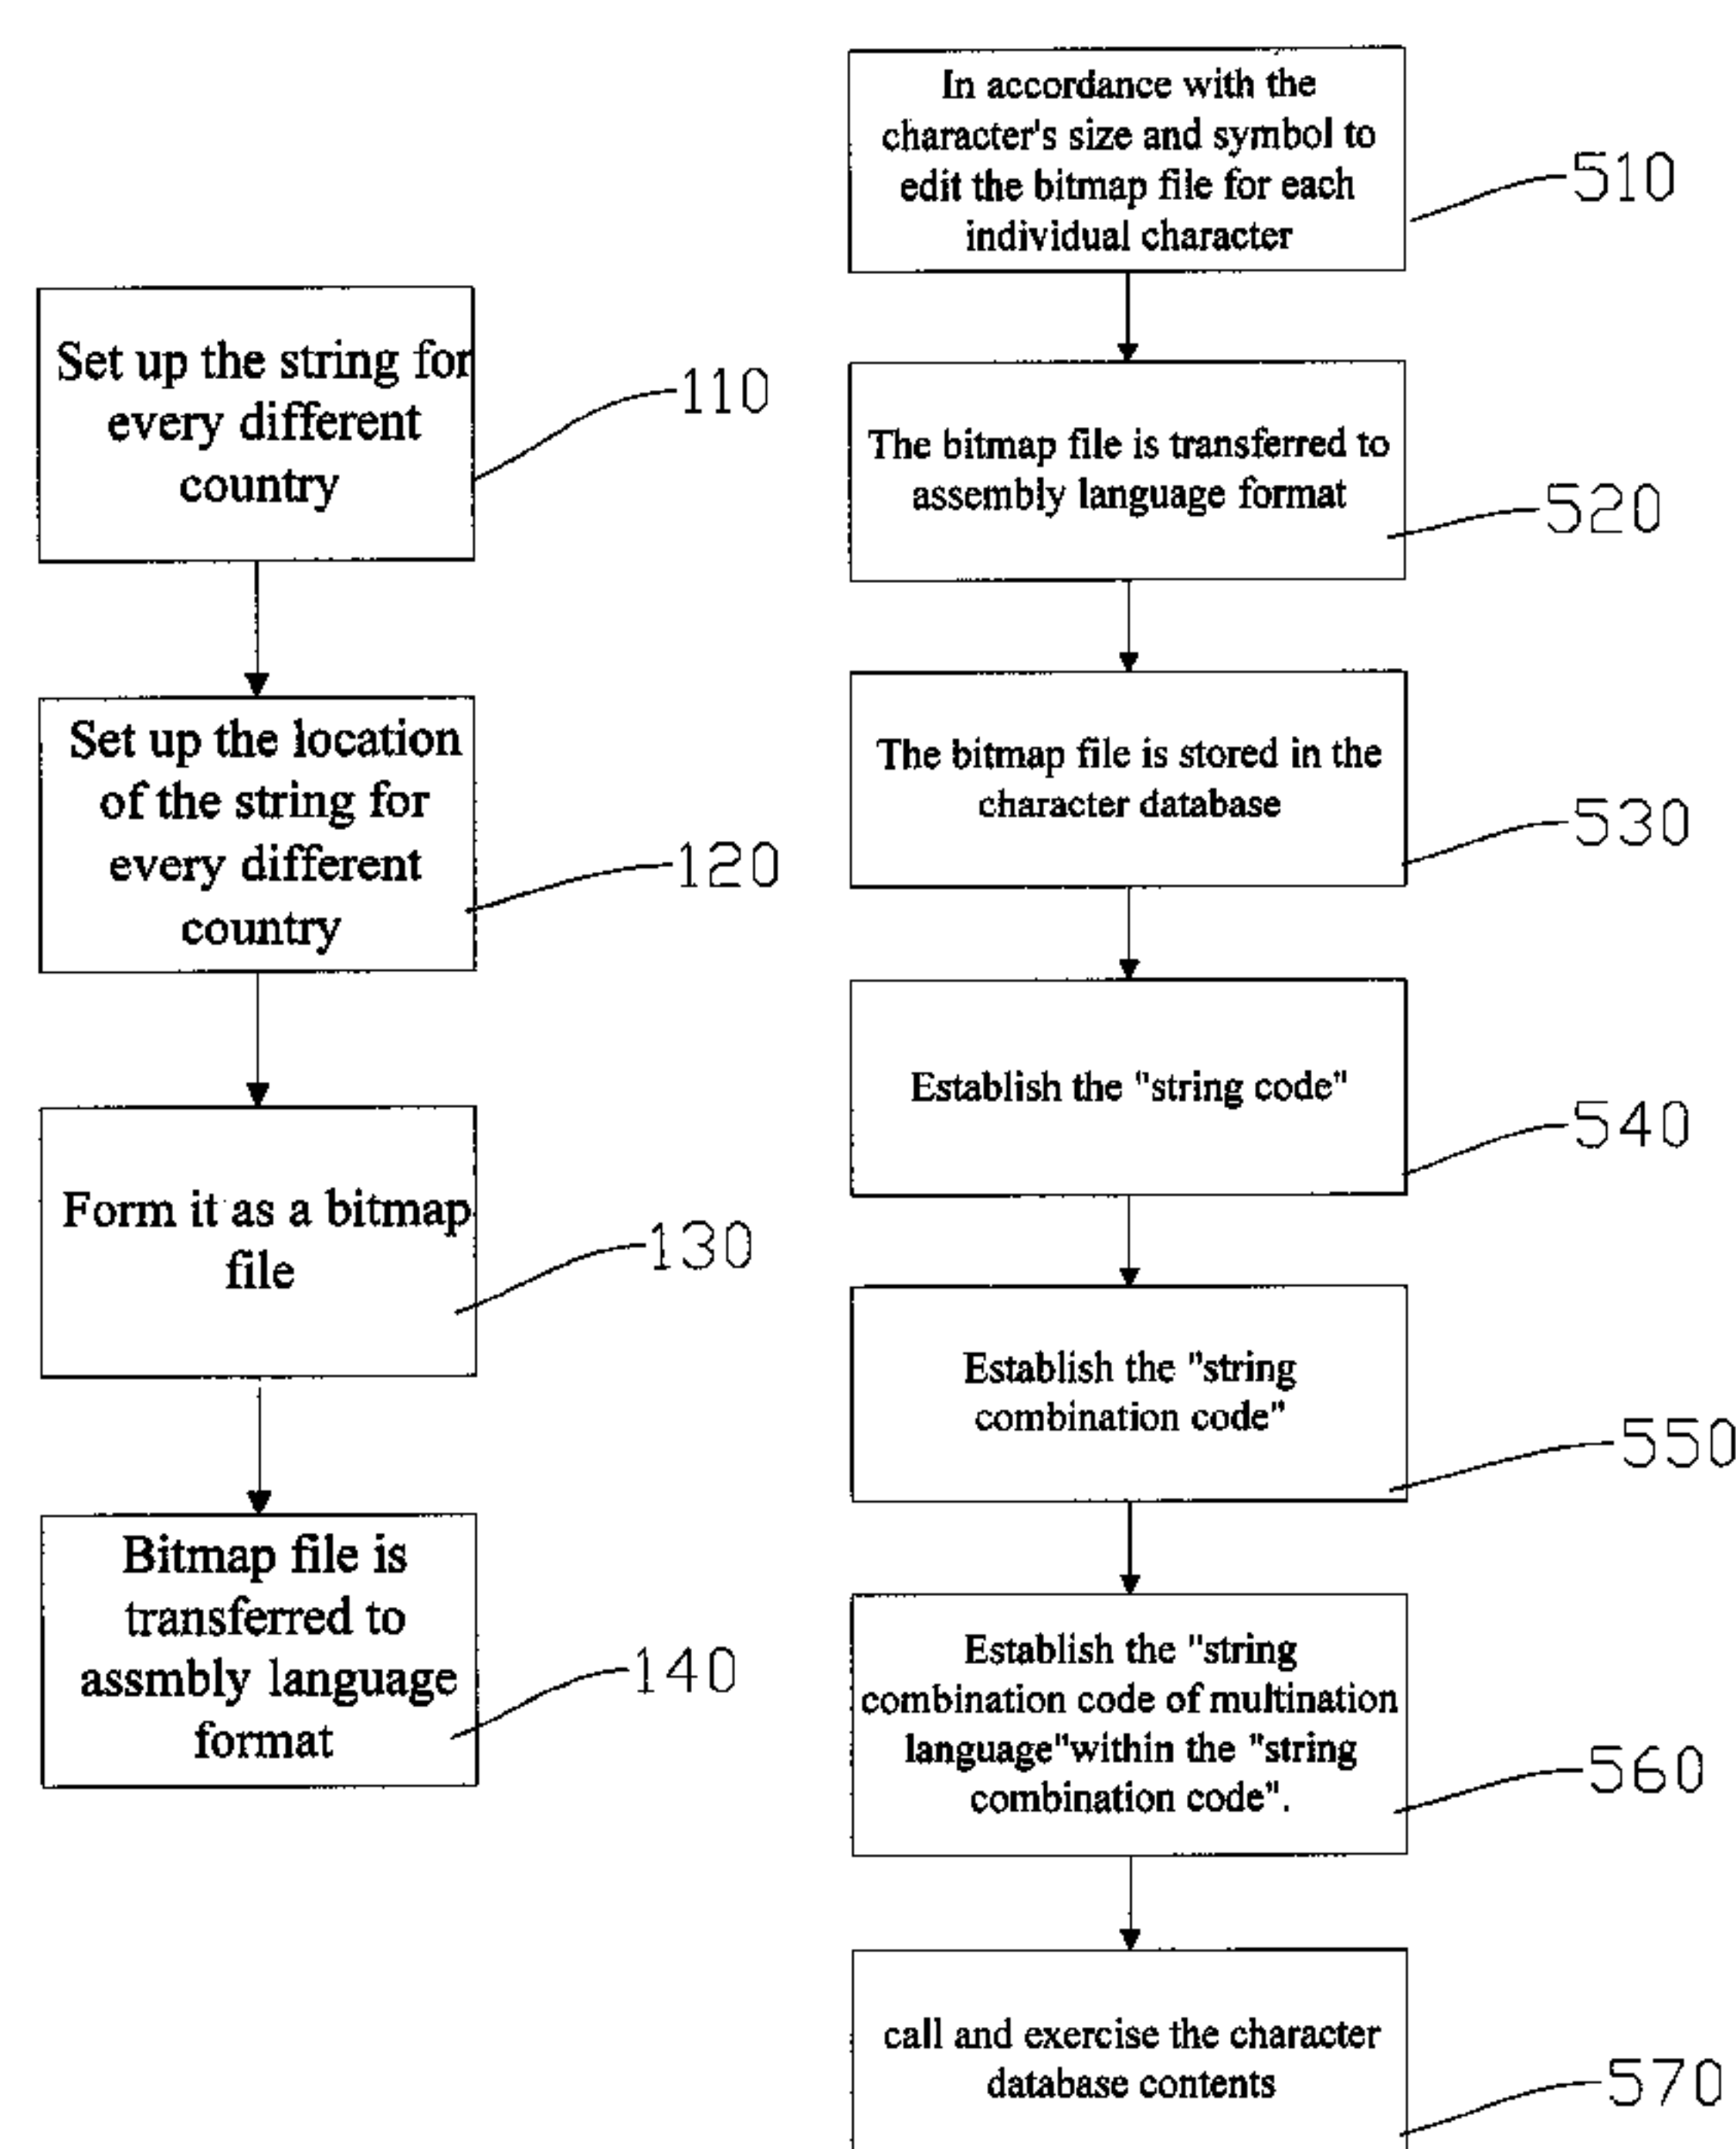 Set up the string for
every different
country
110
Set up the location
of the string for
every different
country
120
Form it as a bitmap
file
130
Bitmap file is
transferred to
assmbly language
format
140
In accordance with the
character's size and symbol to
edit the bitmap file for each
individual character
510
The bitmap file is transferred to
assembly language format
520
The bitmap file is stored in the
character database
530
Establish the "string code"
540
Establish the "string
combination code"
550
Establish the "string
combination code of multination
language"within the "string
combination code".
560
call and exercise the character
database contents
570